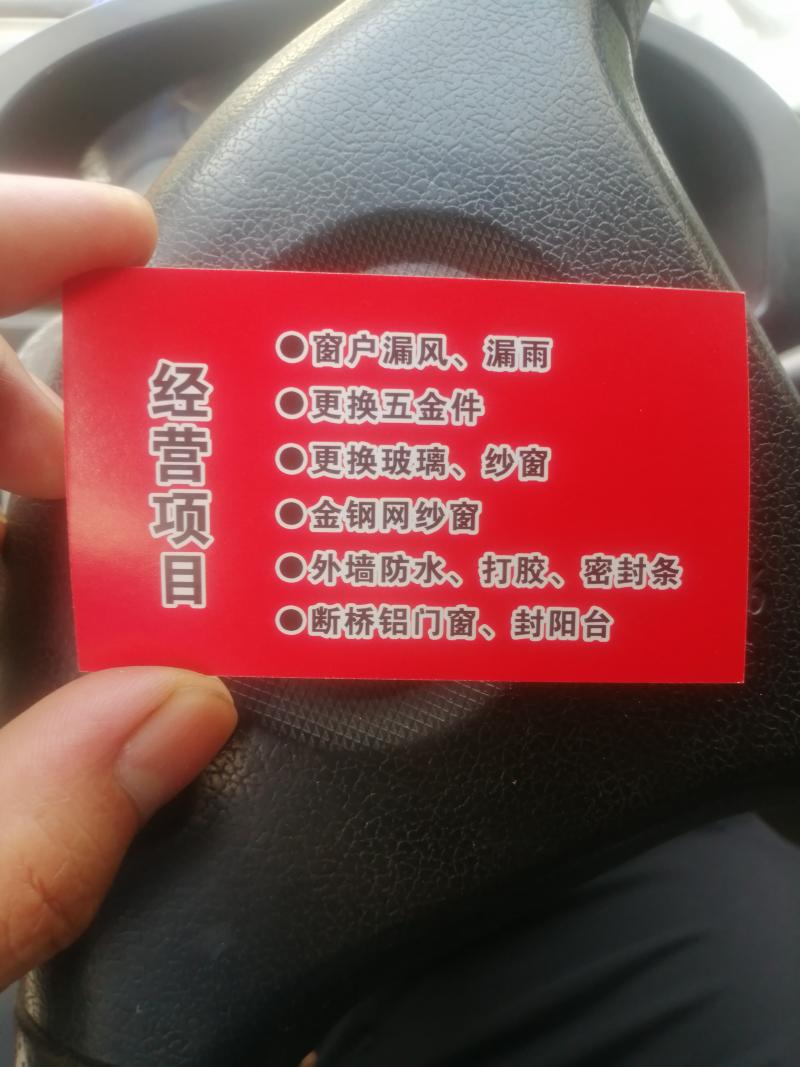 经营项目
●窗户漏风、漏雨
●更换五金件
●更换玻璃、纱窗
●金钢网纱窗
●外墙防水、打胶、密封条
●断桥铝门窗、封阳台